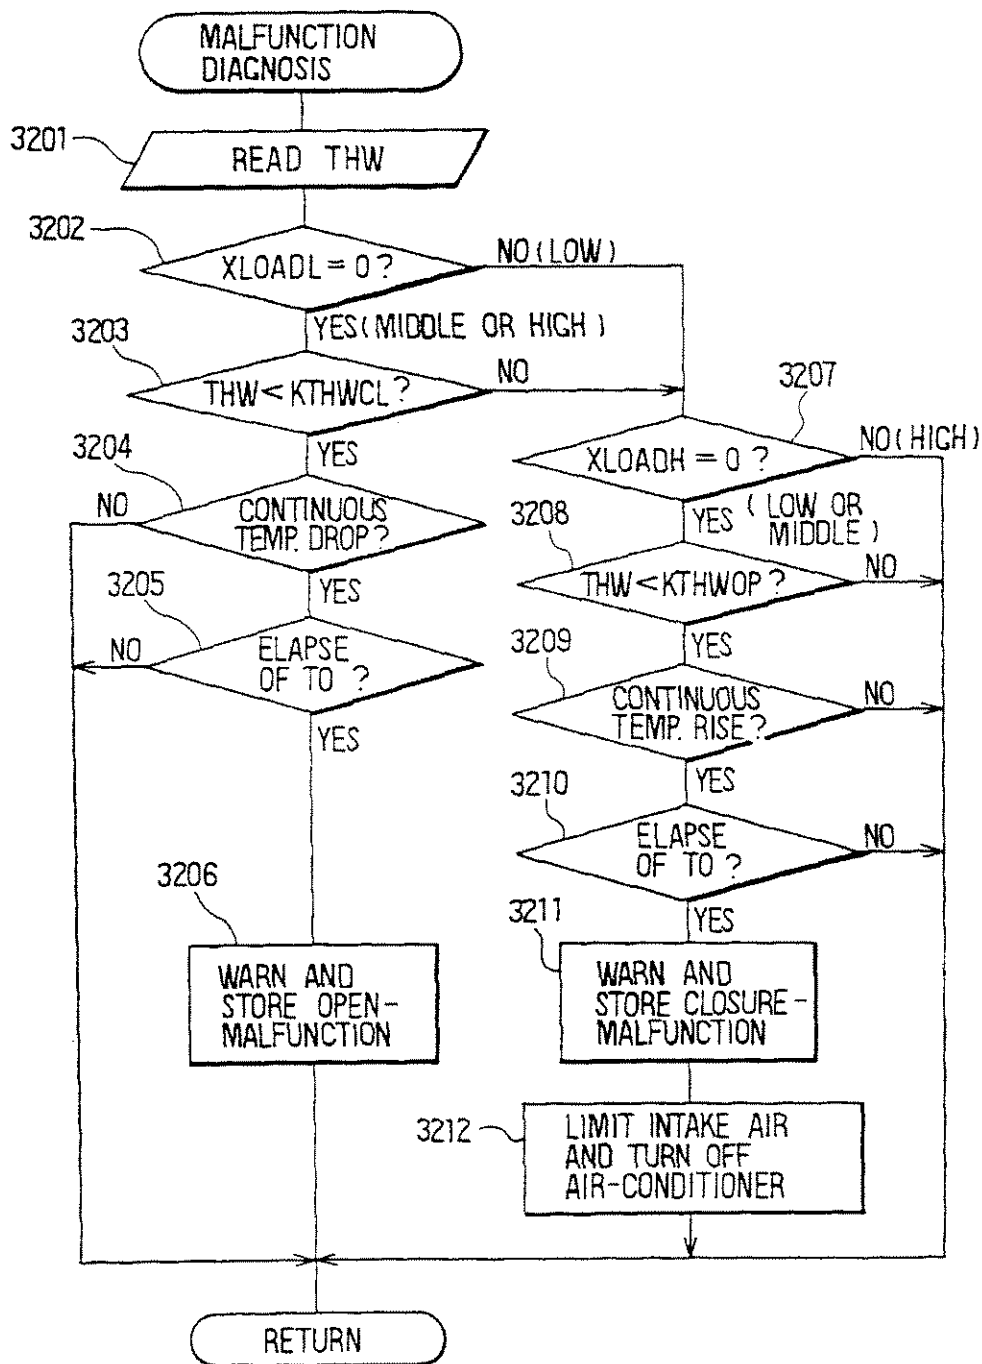 MALFUNCTION
DIAGNOSIS
3201
READ THW
3202
XLOADL = 0 ?
NO (LOW)
YES (MIDDLE OR HIGH)
3203
THW < KTHWCL ?
NO
YES
3204
NO
CONTINUOUS
TEMP. DROP?
YES
3205
NO
ELAPSE
OF TO ?
YES
3206
WARN AND
STORE OPEN-
MALFUNCTION
3207
XLOADH = 0 ?
NO (HIGH)
YES (LOW OR
MIDDLE)
3208
THW < KTHWOP ?
NO
YES
3209
CONTINUOUS
TEMP. RISE?
NO
YES
3210
ELAPSE
OF TO ?
NO
YES
3211
WARN AND
STORE CLOSURE-
MALFUNCTION
3212
LIMIT INTAKE AIR
AND TURN OFF
AIR-CONDITIONER
RETURN